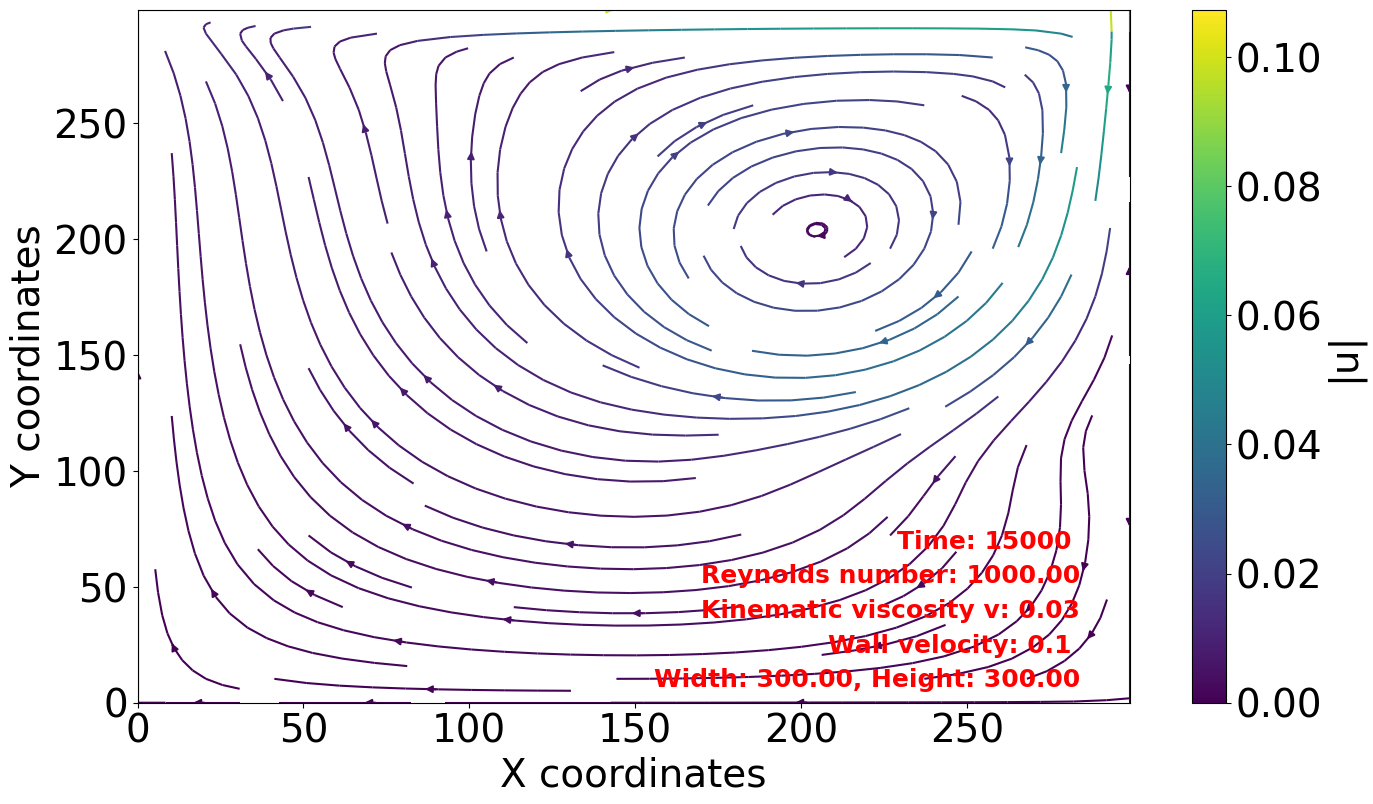 250
200
150
100
50
0
Y coordinates
0 50 100 150 200 250
X coordinates
Time: 15000
Reynolds number: 1000.00
Kinematic viscosity v: 0.03
Wall velocity: 0.1
Width: 300.00, Height: 300.00
0.10
0.08
0.06
0.04
0.02
0.00
|u|